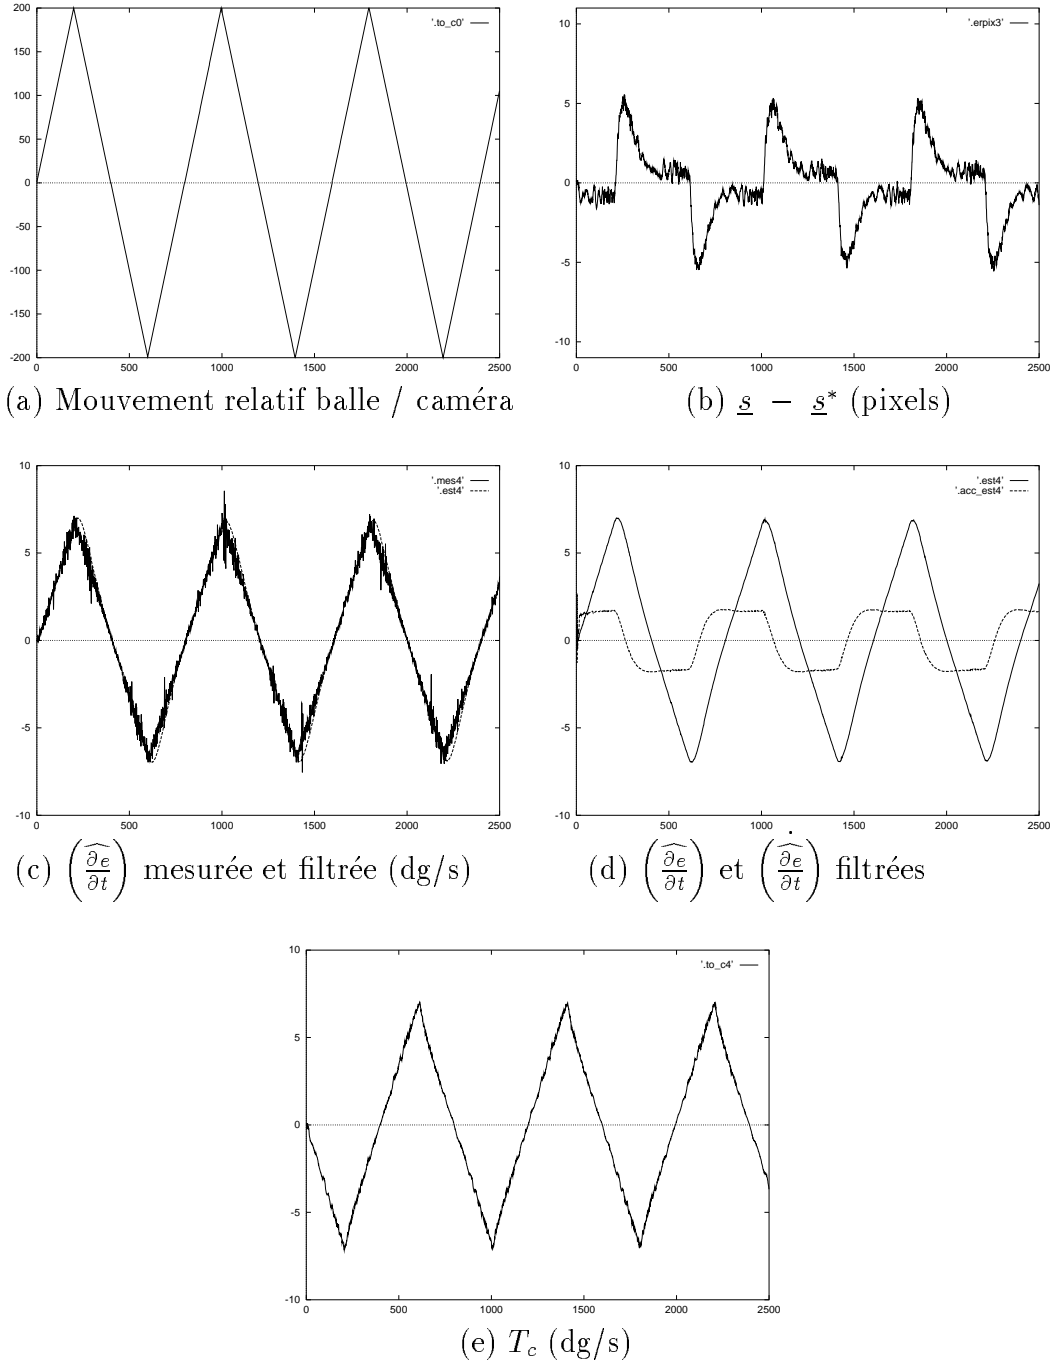 200
150
100
50
0
-50
-100
-150
-200
0 500 1000 1500 2000 2500
'.to_c0'
(a) Mouvement relatif balle / caméra
10
5
0
-5
-10
0 500 1000 1500 2000 2500
'.erpix3'
(b) s − s* (pixels)
10
5
0
-5
-10
0 500 1000 1500 2000 2500
'.mes4'
'.est4'
(c) (∂e/∂t) mesurée et filtrée (dg/s)
10
5
0
-5
-10
0 500 1000 1500 2000 2500
'.est4'
'.acc_est4'
(d) (∂e/∂t) et (∂e/∂t) filtrées
10
5
0
-5
-10
0 500 1000 1500 2000 2500
'.to_c4'
(e) T_c (dg/s)